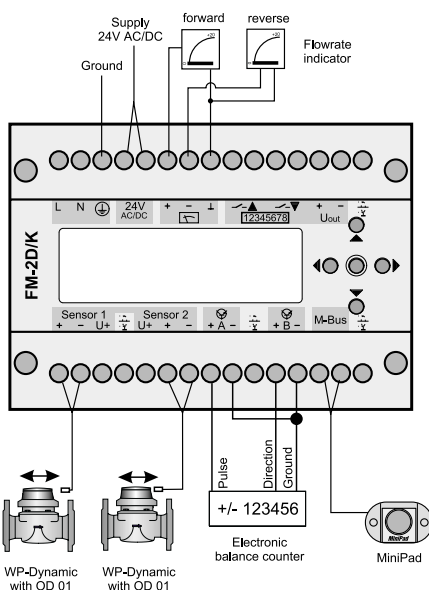 Supply
24V AC/DC
forward
reverse
Ground
Flowrate
indicator
+20
+20
L N 24V AC/DC + - ⊥ + -
12345678
Uout
FM-2D/K
Sensor 1
+ - U+
Sensor 2
U+ + -
+ A -
+ B -
M-Bus
Pulse
Direction
Ground
+/- 123456
Electronic
balance counter
MiniPad
MiniPad
WP-Dynamic
with OD 01
WP-Dynamic
with OD 01